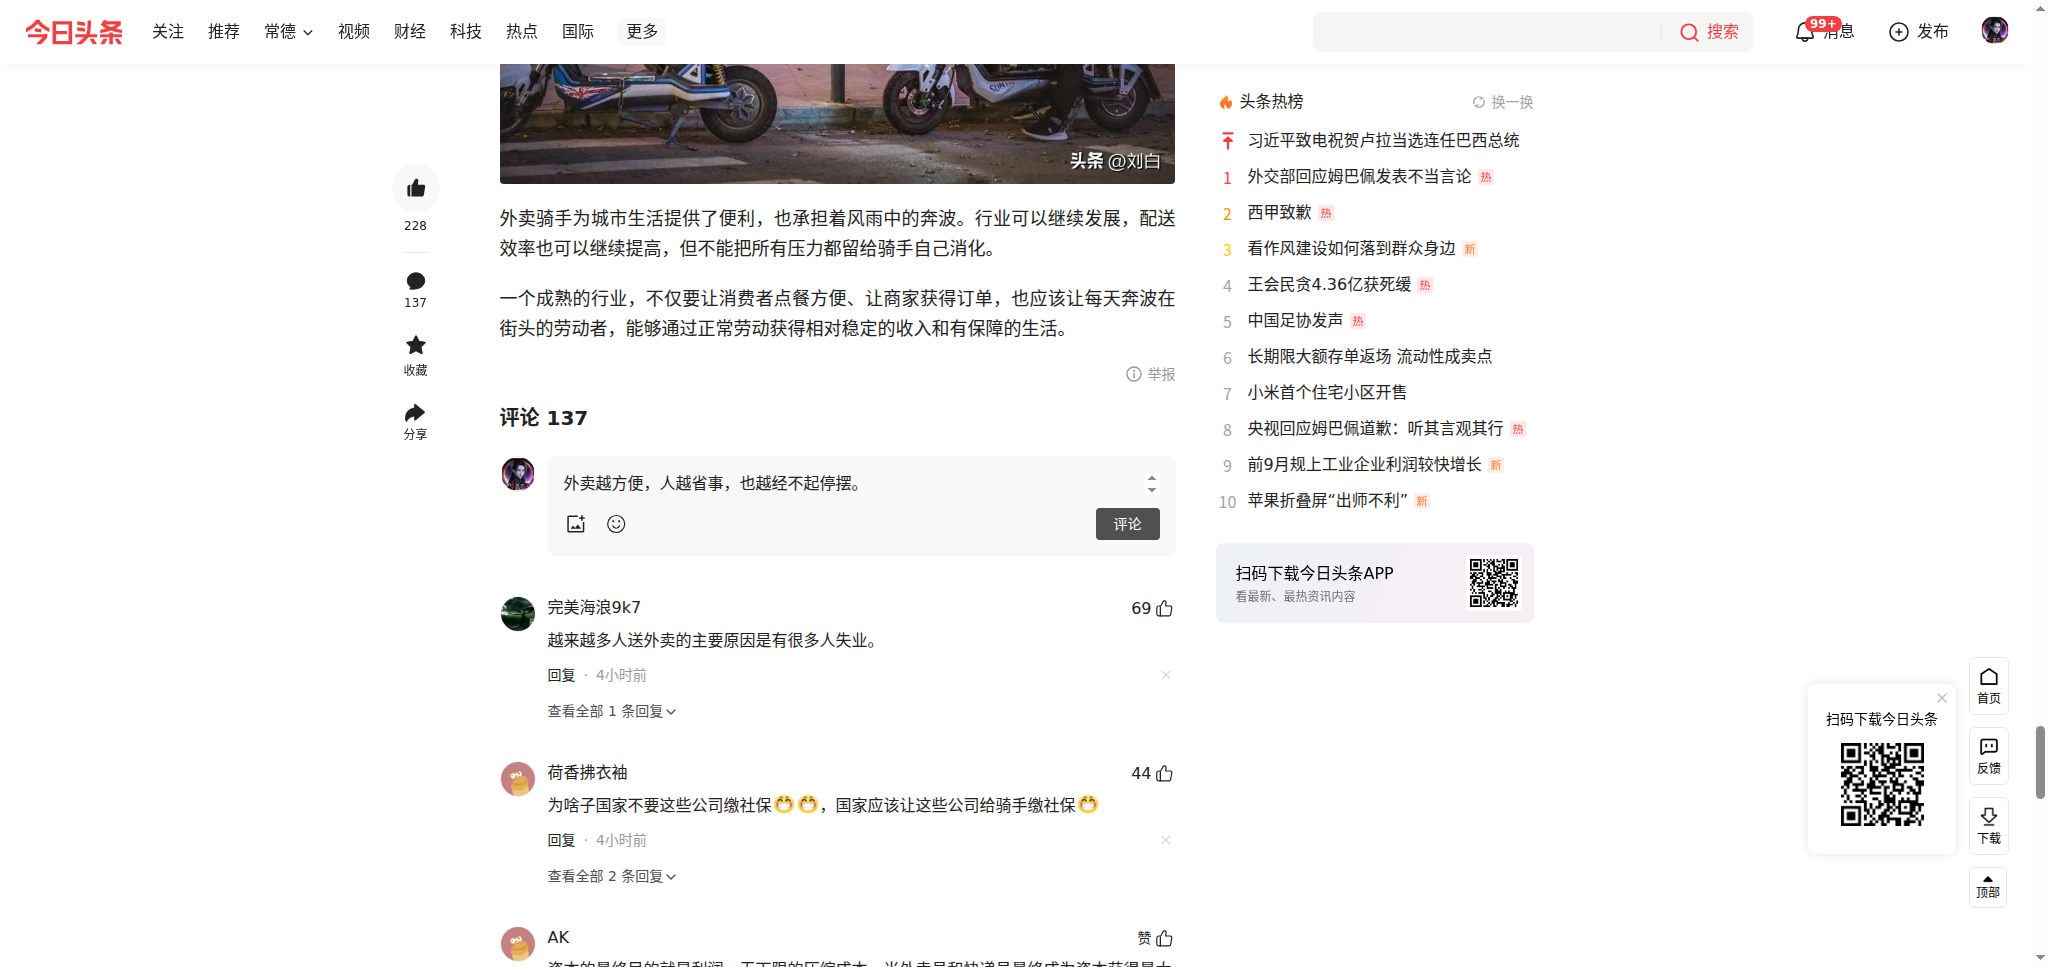 今日头条
关注 推荐 常德 视频 财经 科技 热点 国际 更多
搜索
99+
消息
发布
头条 @刘白
228
137
收藏
分享
外卖骑手为城市生活提供了便利，也承担着风雨中的奔波。行业可以继续发展，配送
效率也可以继续提高，但不能把所有压力都留给骑手自己消化。
一个成熟的行业，不仅要让消费者点餐方便、让商家获得订单，也应该让每天奔波在
街头的劳动者，能够通过正常劳动获得相对稳定的收入和有保障的生活。
举报
评论 137
外卖越方便，人越省事，也越经不起停摆。
评论
完美海浪9k7
69
越来越多人送外卖的主要原因是有很多人失业。
回复 · 4小时前
查看全部 1 条回复
荷香拂衣袖
44
为啥子国家不要这些公司缴社保😁😁，国家应该让这些公司给骑手缴社保😁
回复 · 4小时前
查看全部 2 条回复
AK
赞
头条热榜
换一换
习近平致电祝贺卢拉当选连任巴西总统
1 外交部回应姆巴佩发表不当言论 热
2 西甲致歉 热
3 看作风建设如何落到群众身边 新
4 王会民贪4.36亿获死缓 热
5 中国足协发声 热
6 长期限大额存单返场 流动性成卖点
7 小米首个住宅小区开售
8 央视回应姆巴佩道歉：听其言观其行 热
9 前9月规上工业企业利润较快增长 新
10 苹果折叠屏“出师不利” 新
扫码下载今日头条APP
看最新、最热资讯内容
扫码下载今日头条
首页
反馈
下载
顶部